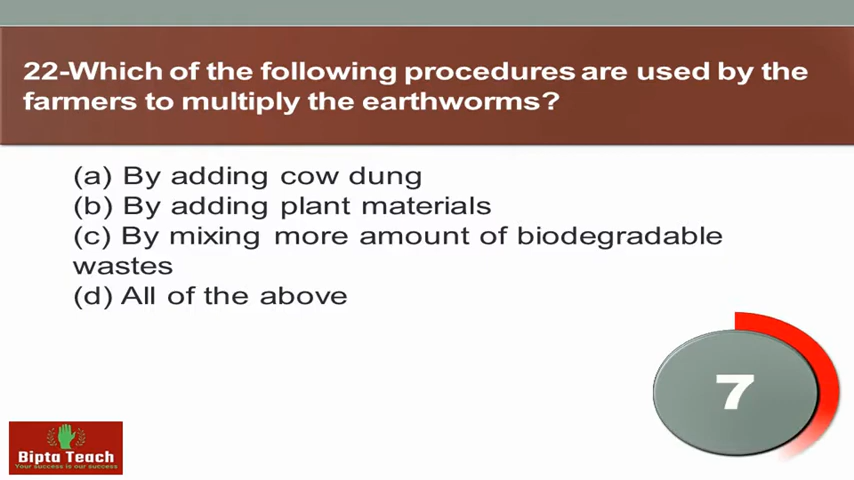 22-Which of the following procedures are used by the
farmers to multiply the earthworms?
(a) By adding cow dung
(b) By adding plant materials
(c) By mixing more amount of biodegradable
wastes
(d) All of the above
7
Bipta Teach
Your success is our success